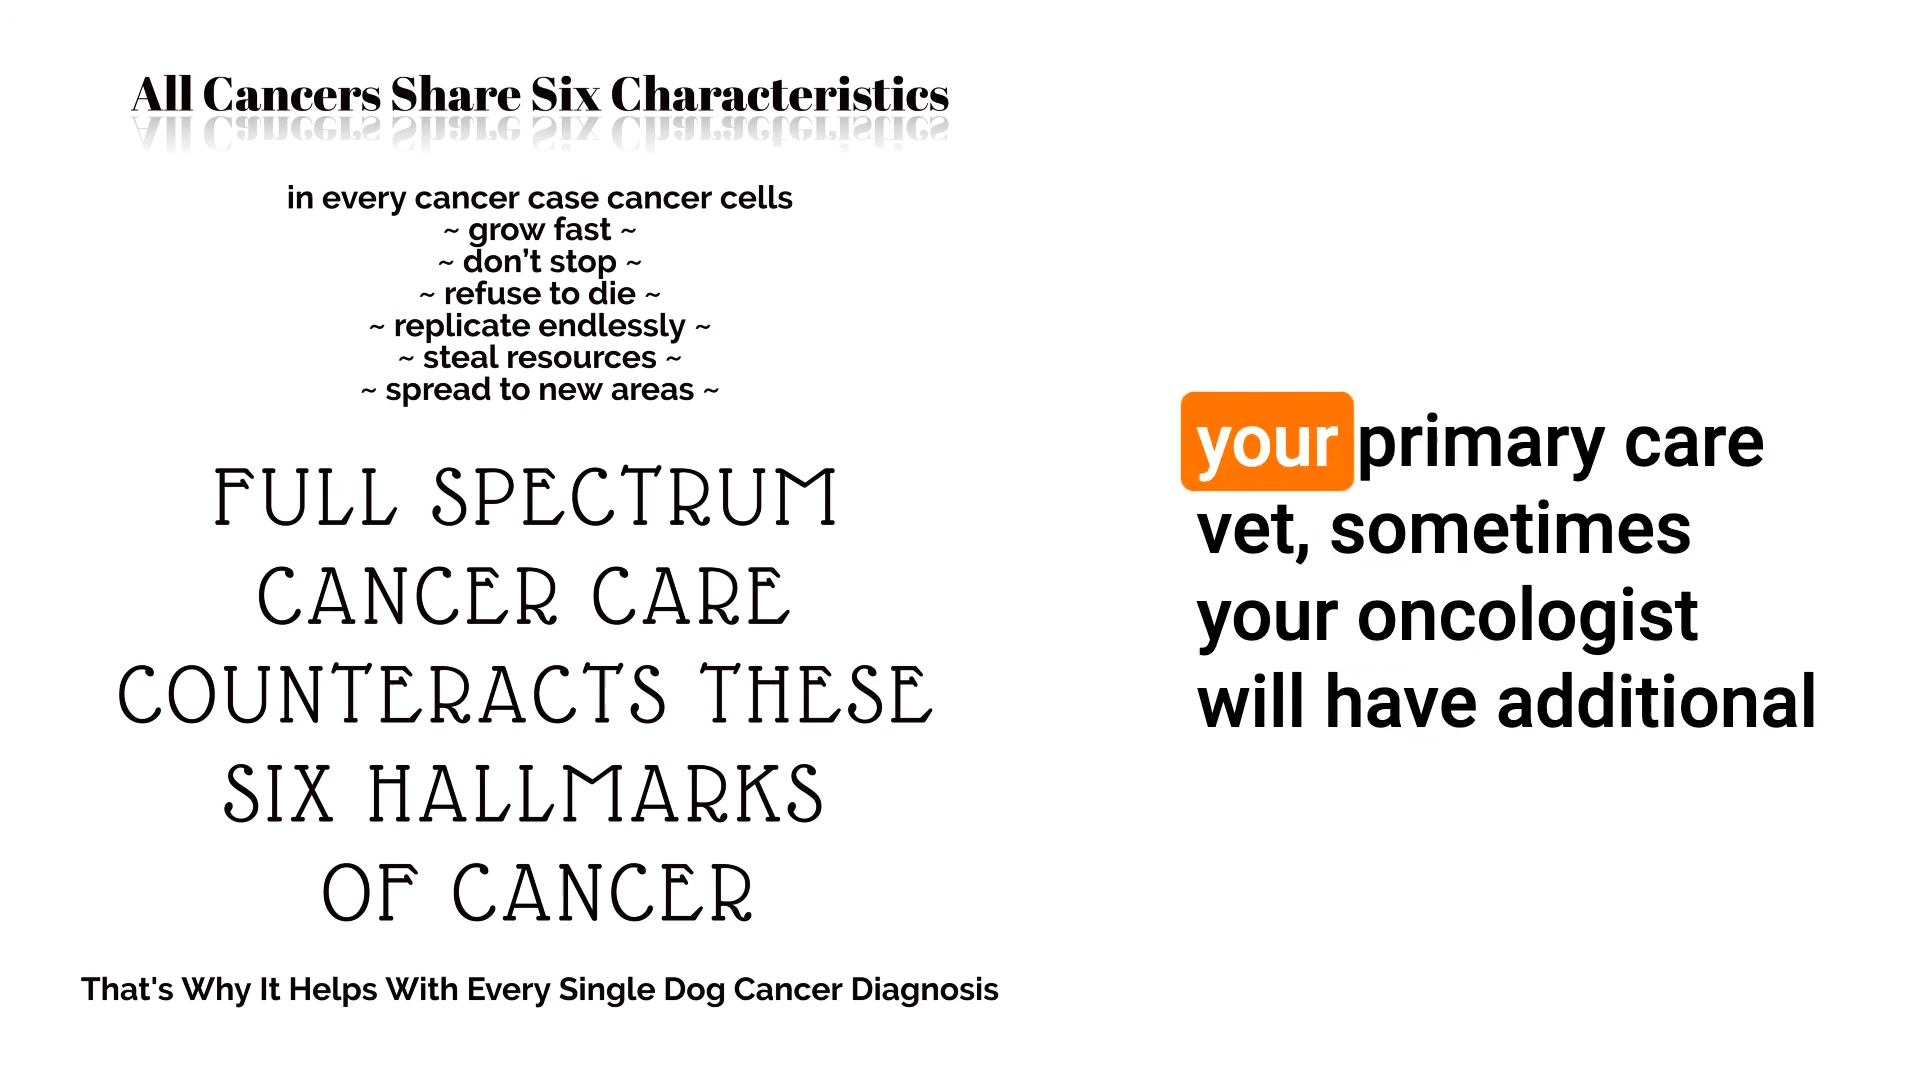 All Cancers Share Six Characteristics
in every cancer case cancer cells
~ grow fast ~
~ don’t stop ~
~ refuse to die ~
~ replicate endlessly ~
~ steal resources ~
~ spread to new areas ~
FULL SPECTRUM
CANCER CARE
COUNTERACTS THESE
SIX HALLMARKS
OF CANCER
That's Why It Helps With Every Single Dog Cancer Diagnosis
your primary care
vet, sometimes
your oncologist
will have additional